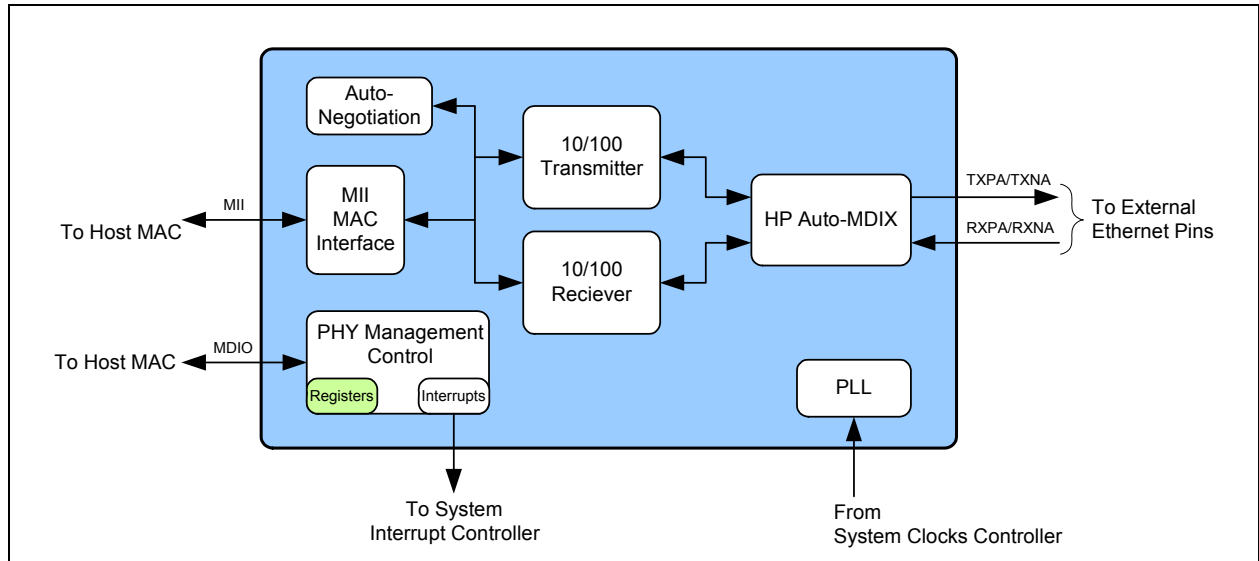 Auto-
Negotiation
10/100
Transmitter
MII
MII
MAC
Interface
To Host MAC
HP Auto-MDIX
TXPA/TXNA
RXPA/RXNA
To External
Ethernet Pins
10/100
Reciever
PHY Management
Control
MDIO
To Host MAC
Registers
Interrupts
PLL
To System
Interrupt Controller
From
System Clocks Controller